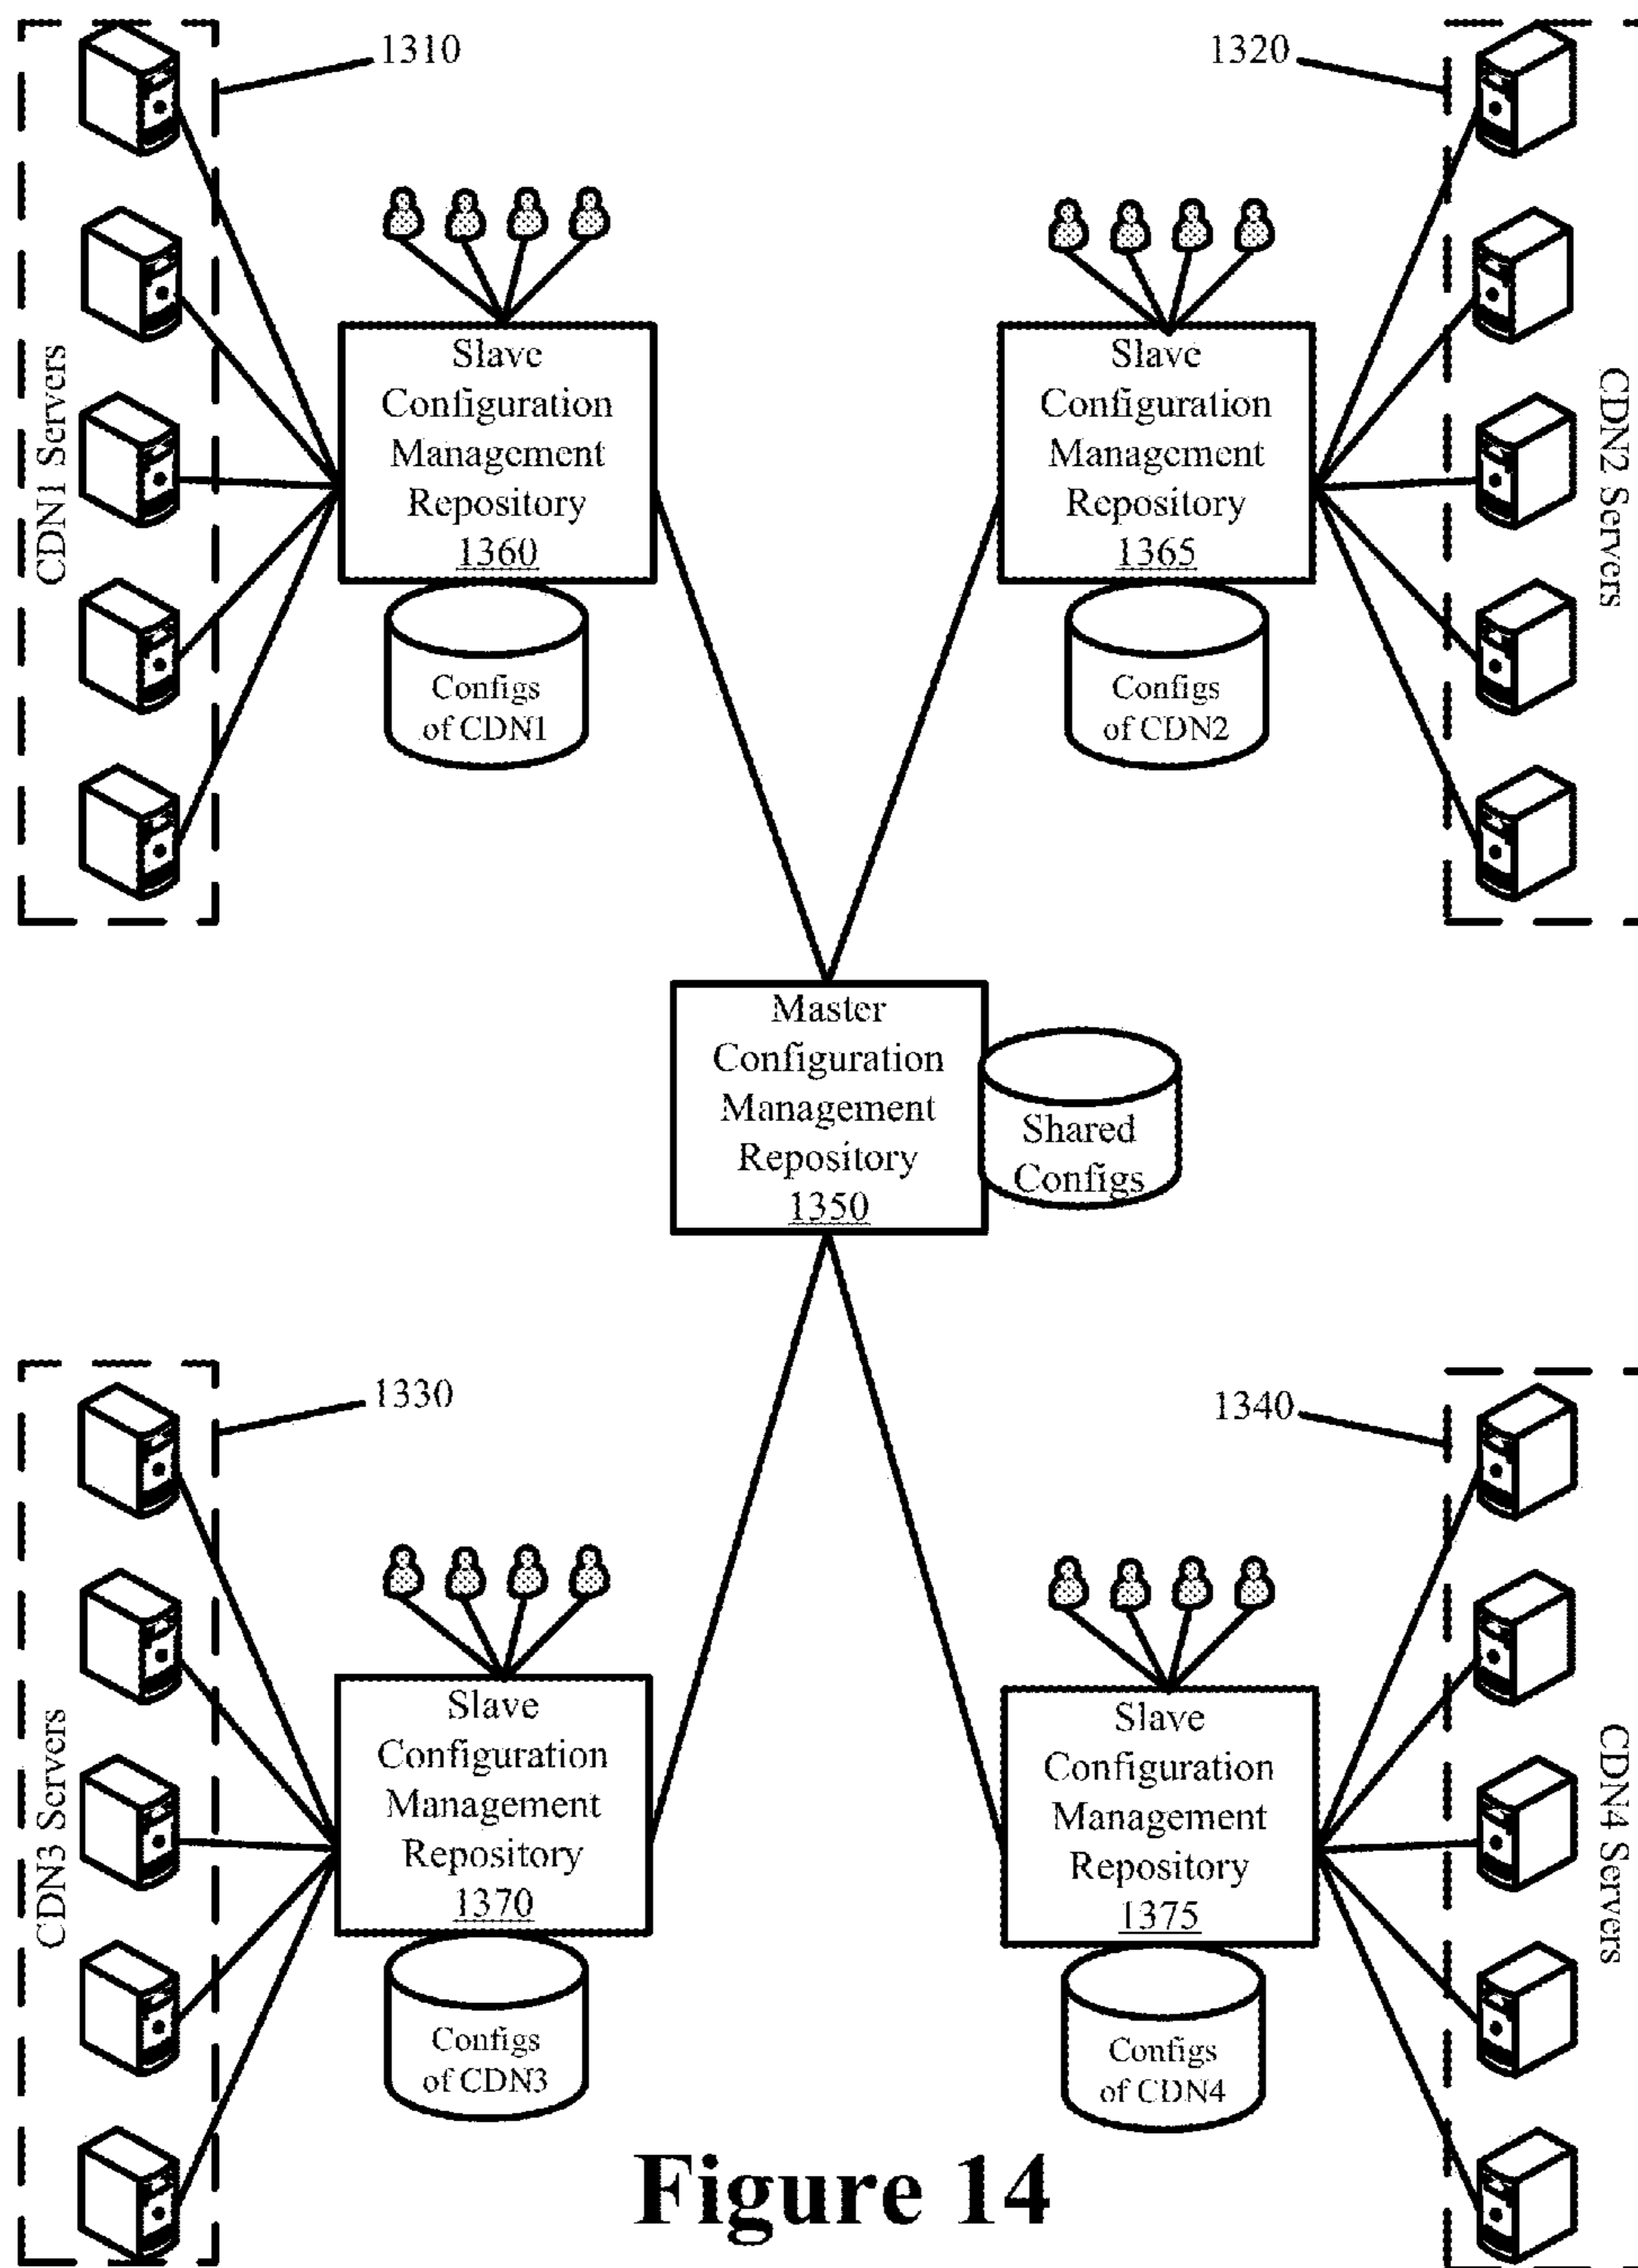 1310
1320
CDN1 Servers
Slave
Configuration
Management
Repository
1360
Configs
of CDN1
Slave
Configuration
Management
Repository
1365
Configs
of CDN2
CDN2 Servers
Master
Configuration
Management
Repository
1350
Shared
Configs
1330
1340
CDN3 Servers
Slave
Configuration
Management
Repository
1370
Configs
of CDN3
Slave
Configuration
Management
Repository
1375
Configs
of CDN4
CDN4 Servers
Figure 14